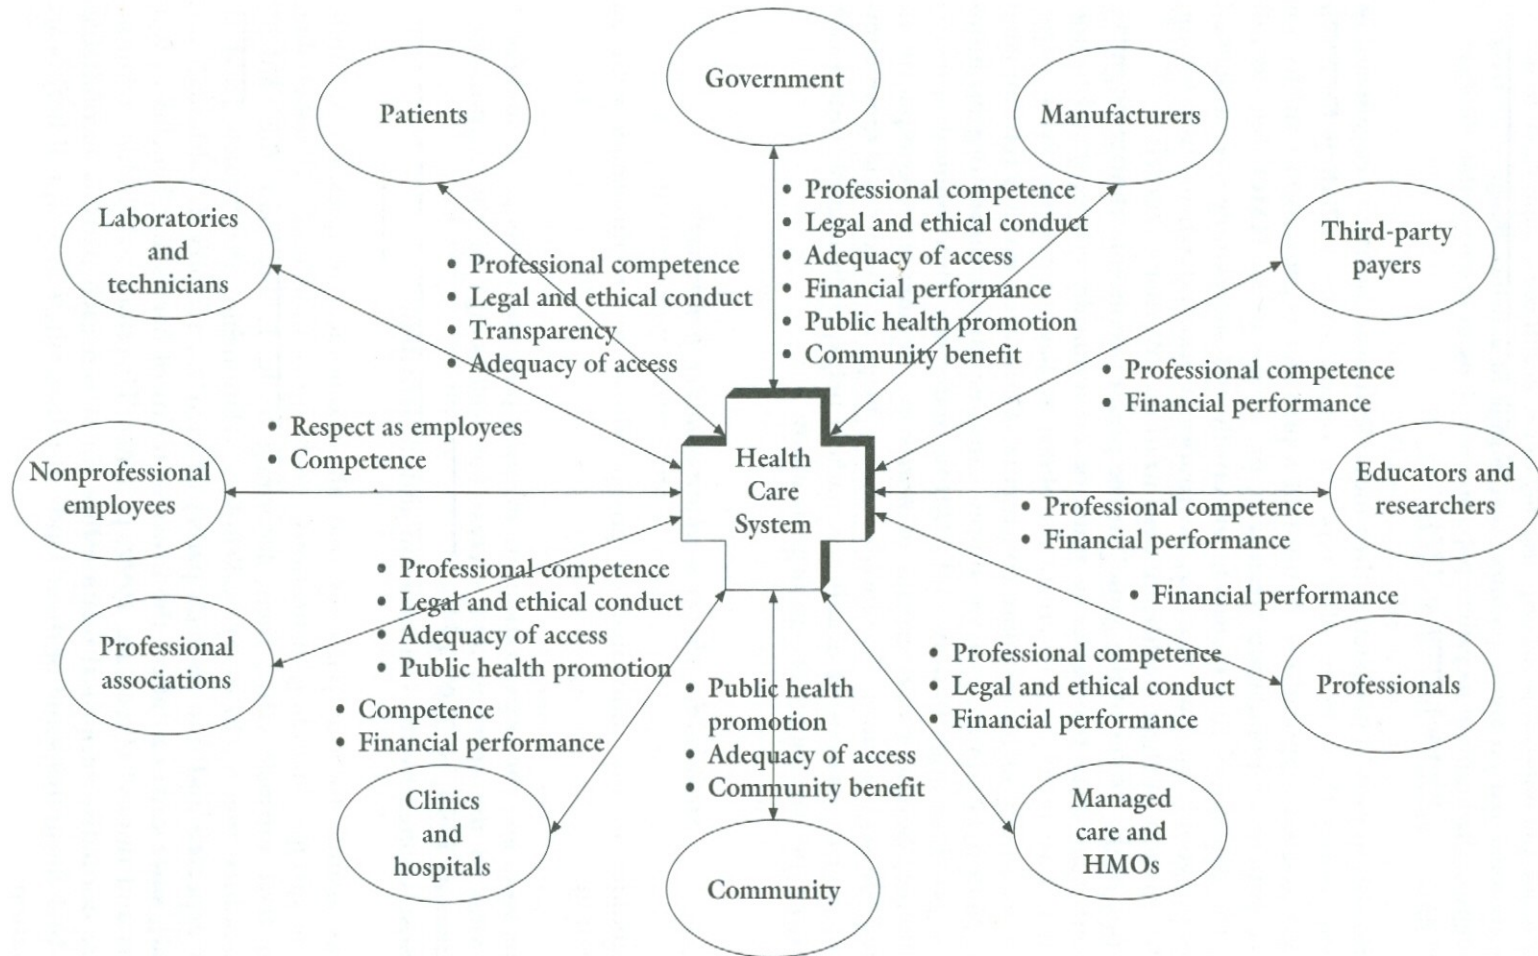 Government
Patients
Manufacturers
Laboratories
and
technicians
Third-party
payers
• Professional competence
• Legal and ethical conduct
• Adequacy of access
• Financial performance
• Public health promotion
• Community benefit
• Professional competence
• Legal and ethical conduct
• Transparency
• Adequacy of access
• Professional competence
• Financial performance
• Respect as employees
• Competence
Nonprofessional
employees
Health
Care
System
Educators and
researchers
• Professional competence
• Financial performance
• Professional competence
• Legal and ethical conduct
• Adequacy of access
• Public health promotion
• Financial performance
Professional
associations
• Professional competence
• Legal and ethical conduct
• Financial performance
Professionals
• Public health
promotion
• Adequacy of access
• Community benefit
• Competence
• Financial performance
Clinics
and
hospitals
Managed
care and
HMOs
Community